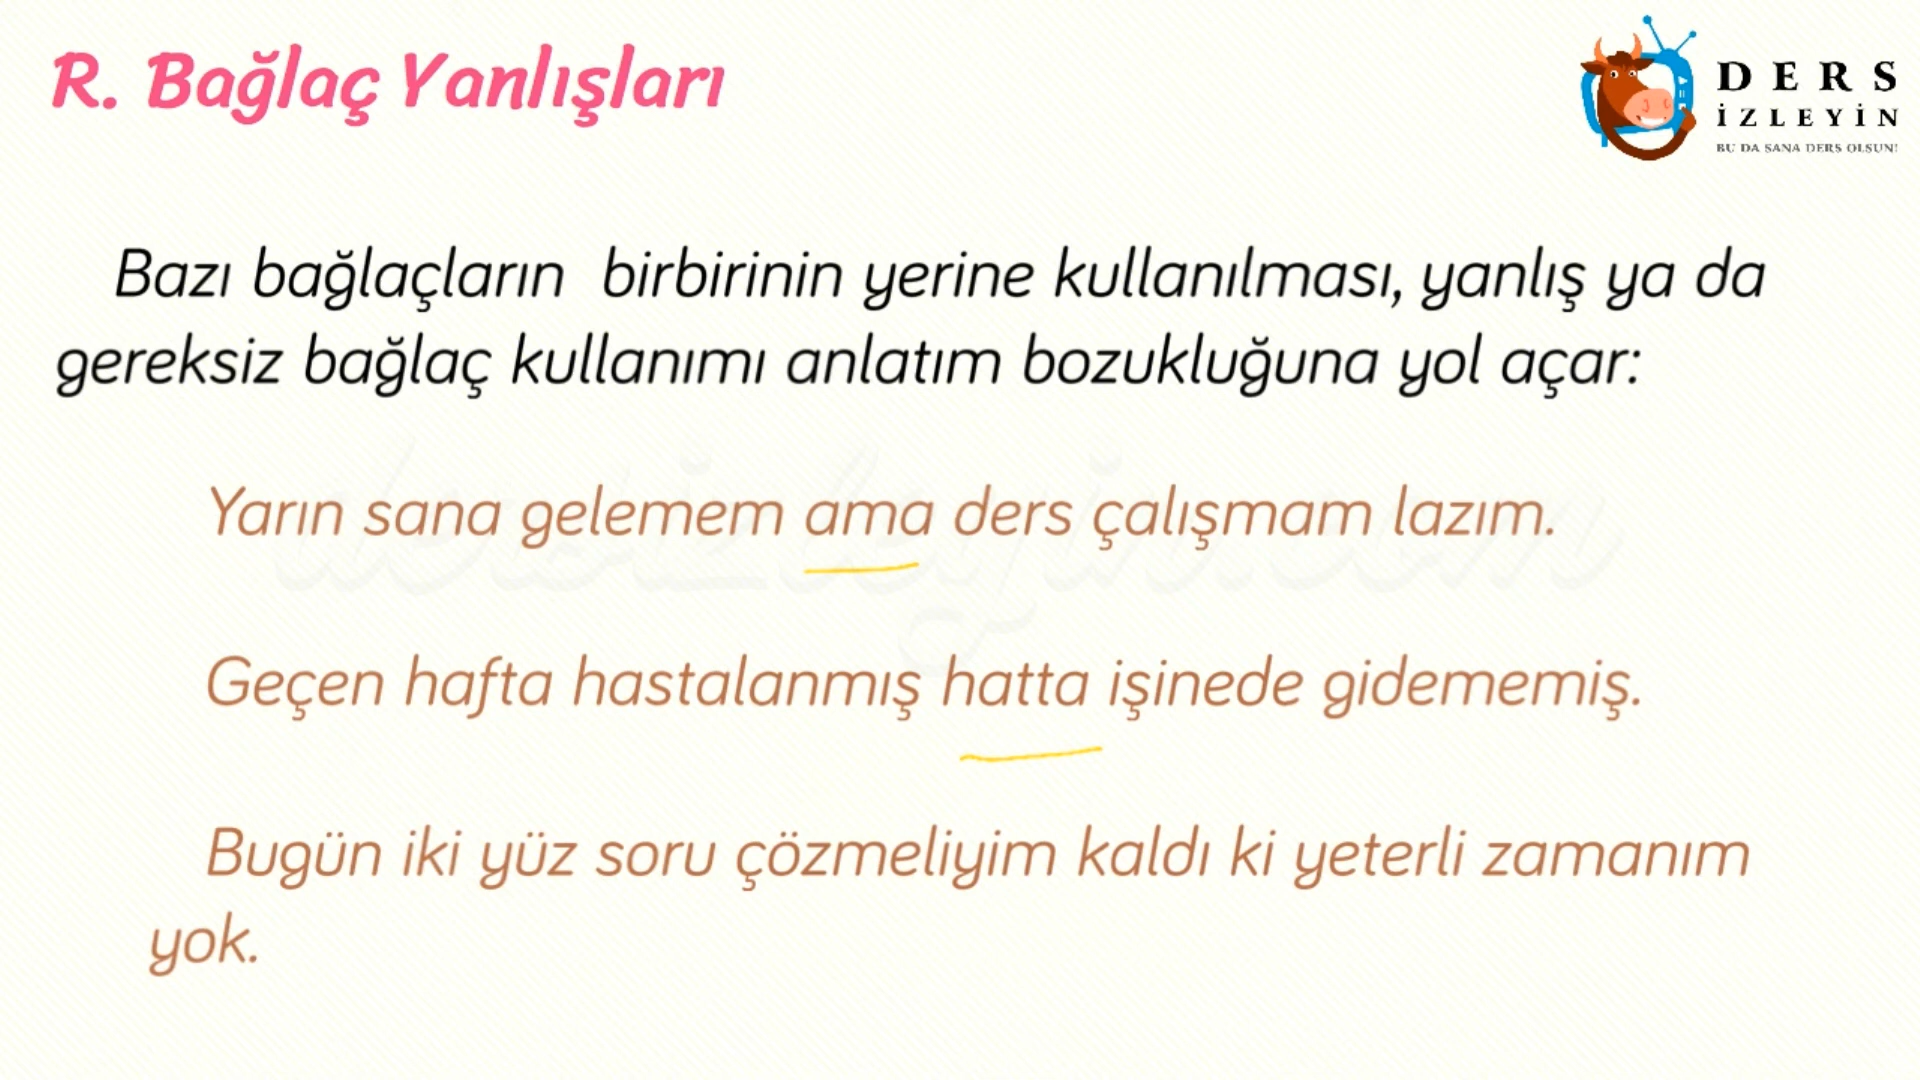 R. Bağlaç Yanlışları
DERS
İZLEYİN
BU DA SANA DERS OLSUN!
Bazı bağlaçların birbirinin yerine kullanılması, yanlış ya da
gereksiz bağlaç kullanımı anlatım bozukluğuna yol açar:
dersizleyin.com
Yarın sana gelemem ama ders çalışmam lazım.
Geçen hafta hastalanmış hatta işinede gidememiş.
Bugün iki yüz soru çözmeliyim kaldı ki yeterli zamanım
yok.